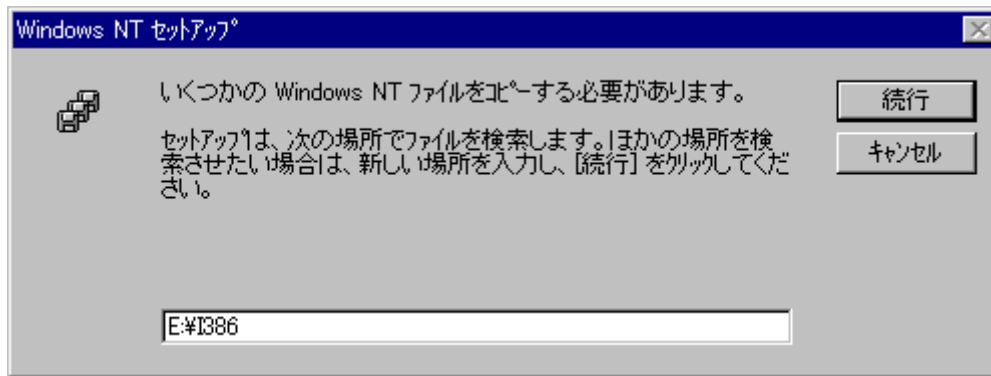 Windows NT セットアップ
いくつかの Windows NT ファイルをコピーする必要があります。
セットアップは、次の場所でファイルを検索します。ほかの場所を検
索させたい場合は、新しい場所を入力し、[続行] をクリックしてくだ
さい。
続行
キャンセル
E:¥I386